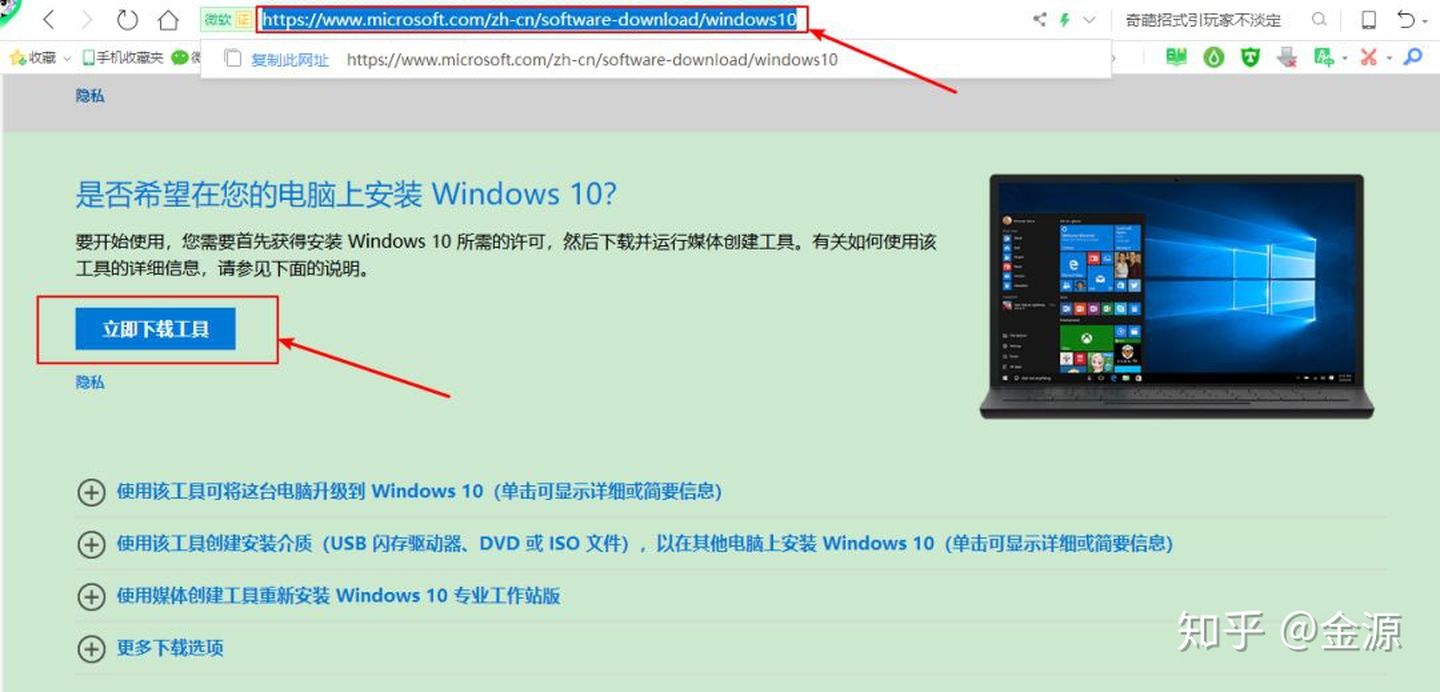 微软 证 https://www.microsoft.com/zh-cn/software-download/windows10 奇葩招式引玩家不淡定
收藏 手机收藏夹 复制此网址 https://www.microsoft.com/zh-cn/software-download/windows10
隐私
是否希望在您的电脑上安装 Windows 10?
要开始使用，您需要首先获得安装 Windows 10 所需的许可，然后下载并运行媒体创建工具。有关如何使用该
工具的详细信息，请参见下面的说明。
立即下载工具
隐私
使用该工具可将这台电脑升级到 Windows 10（单击可显示详细或简要信息）
使用该工具创建安装介质（USB 闪存驱动器、DVD 或 ISO 文件），以在其他电脑上安装 Windows 10（单击可显示详细或简要信息）
使用媒体创建工具重新安装 Windows 10 专业工作站版
更多下载选项
知乎 @金源